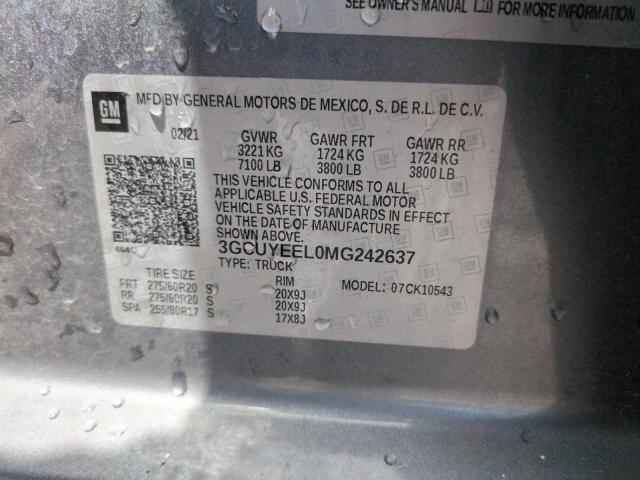 SEE OWNER'S MANUAL FOR MORE INFORMATION
GM MFD BY GENERAL MOTORS DE MEXICO, S. DE R.L. DE C.V.
02/21 GVWR GAWR FRT GAWR RR
3221 KG 1724 KG 1724 KG
7100 LB 3800 LB 3800 LB
THIS VEHICLE CONFORMS TO ALL
APPLICABLE U.S. FEDERAL MOTOR
VEHICLE SAFETY STANDARDS IN EFFECT
ON THE DATE OF MANUFACTURE
SHOWN ABOVE
464C 3GCUYEEL0MG242637
TYPE: TRUCK
TIRE SIZE RIM MODEL: 07CK10543
FRT 275/60R20 S 20X9J
RR 275/60R20 S 20X9J
SPA 255/80R17 S 17X8J